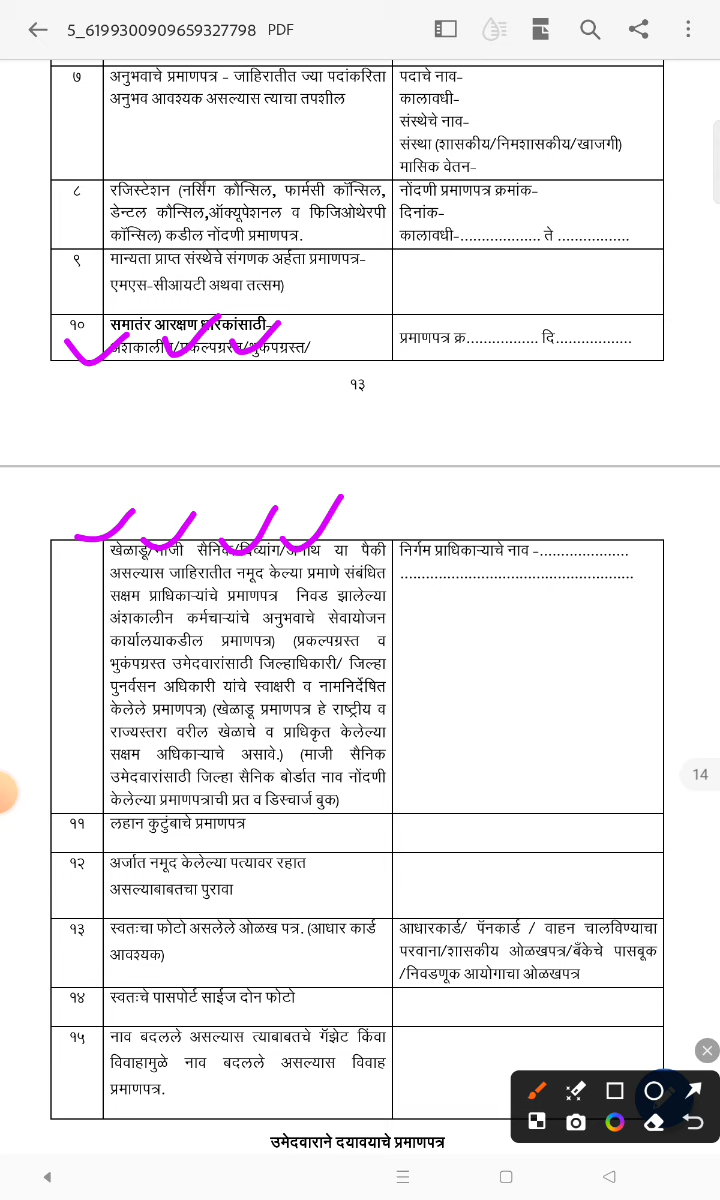 5_6199300909659327798 PDF
७ अनुभवाचे प्रमाणपत्र - जाहिरातीत ज्या पदांकरिता पदाचे नाव-
अनुभव आवश्यक असल्यास त्याचा तपशील कालावधी-
संस्थेचे नाव-
संस्था (शासकीय/निमशासकीय/खाजगी)
मासिक वेतन-
८ रजिस्टेशन (नर्सिंग कौन्सिल, फार्मसी कॉन्सिल, नोंदणी प्रमाणपत्र क्रमांक-
डेन्टल कौन्सिल,ऑक्यूपेशनल व फिजिओथेरपी दिनांक-
कॉन्सिल) कडील नोंदणी प्रमाणपत्र. कालावधी-................... ते .................
९ मान्यता प्राप्त संस्थेचे संगणक अर्हता प्रमाणपत्र-
एमएस-सीआयटी अथवा तत्सम)
१० समातंर आरक्षण धारकांसाठी-
अंशकालीन/प्रकल्पग्रस्त/भुकंपग्रस्त/ प्रमाणपत्र क्र................. दि..................
१३
खेळाडू/माजी सैनिक/दिव्यांग/अनाथ या पैकी निर्गम प्राधिकाऱ्याचे नाव -.....................
असल्यास जाहिरातीत नमूद केल्या प्रमाणे संबंधित ......................................................
सक्षम प्राधिकाऱ्यांचे प्रमाणपत्र निवड झालेल्या
अंशकालीन कर्मचाऱ्यांचे अनुभवाचे सेवायोजन
कार्यालयाकडील प्रमाणपत्र) (प्रकल्पग्रस्त व
भुकंपग्रस्त उमेदवारांसाठी जिल्हाधिकारी/ जिल्हा
पुनर्वसन अधिकारी यांचे स्वाक्षरी व नामनिर्देषित
केलेले प्रमाणपत्र) (खेळाडू प्रमाणपत्र हे राष्ट्रीय व
राज्यस्तरा वरील खेळाचे व प्राधिकृत केलेल्या
सक्षम अधिकाऱ्याचे असावे.) (माजी सैनिक
उमेदवारांसाठी जिल्हा सैनिक बोर्डात नाव नोंदणी
केलेल्या प्रमाणपत्राची प्रत व डिस्चार्ज बुक)
११ लहान कुटुंबाचे प्रमाणपत्र
१२ अर्जात नमूद केलेल्या पत्यावर रहात
असल्याबाबतचा पुरावा
१३ स्वतःचा फोटो असलेले ओळख पत्र. (आधार कार्ड आधारकार्ड/ पॅनकार्ड / वाहन चालविण्याचा
आवश्यक) परवाना/शासकीय ओळखपत्र/बँकेचे पासबूक
/निवडणूक आयोगाचा ओळखपत्र
१४ स्वतःचे पासपोर्ट साईज दोन फोटो
१५ नाव बदलले असल्यास त्याबाबतचे गॅझेट किंवा
विवाहामुळे नाव बदलले असल्यास विवाह
प्रमाणपत्र.
14
उमेदवाराने दयावयाचे प्रमाणपत्र